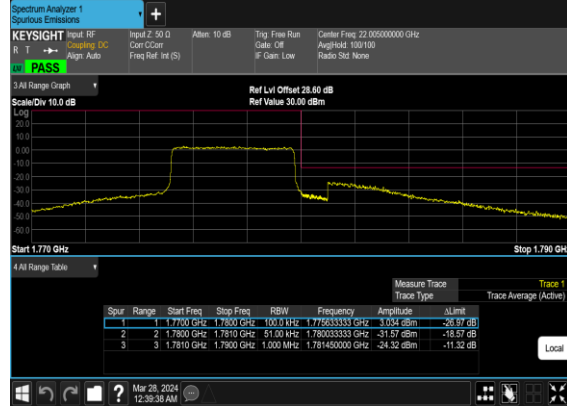 Spectrum Analyzer 1
Spurious Emissions
KEYSIGHT Input: RF Input Z: 50 Ω Atten: 10 dB Trig: Free Run Center Freq: 22.005000000 GHz
R T Coupling: DC Corr CCorr Gate: Off Avg|Hold: 100/100
Align: Auto Freq Ref: Int (S) IF Gain: Low Radio Std: None
LW PASS
3 All Range Graph
Ref Lvl Offset 28.60 dB
Scale/Div 10.0 dB Ref Value 30.00 dBm
Log
20.0
10.0
0.0
-10.0
-20.0
-30.0
-40.0
-50.0
-60.0
Start 1.770 GHz Stop 1.790 GHz
4 All Range Table
Measure Trace Trace 1
Trace Type Trace Average (Active)
Spur Range Start Freq Stop Freq RBW Frequency Amplitude ΔLimit
1 1 1.7700 GHz 1.7800 GHz 100.0 kHz 1.775633333 GHz 3.034 dBm -26.97 dB
2 2 1.7800 GHz 1.7810 GHz 51.00 kHz 1.780033333 GHz -31.57 dBm -18.57 dB
3 3 1.7810 GHz 1.7900 GHz 1.000 MHz 1.781450000 GHz -24.32 dBm -11.32 dB
Local
Mar 28, 2024
12:39:38 AM